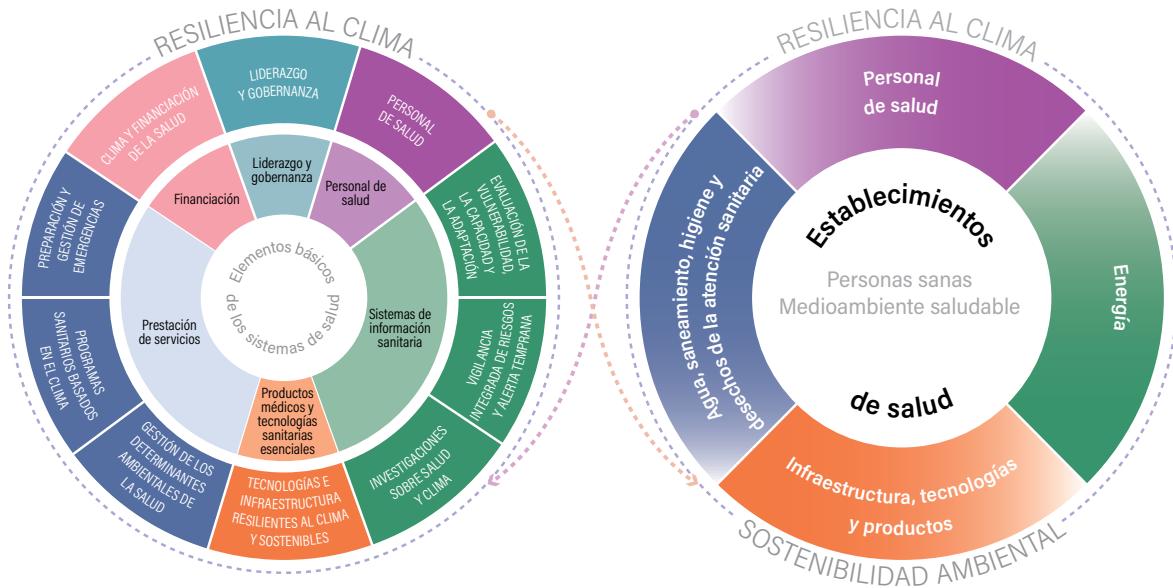 RESILIENCIA AL CLIMA
LIDERAZGO
Y GOBERNANZA
PERSONAL
DE SALUD
EVALUACIÓN DE LA
VULNERABILIDAD,
LA CAPACIDAD Y
LA ADAPTACIÓN
VIGILANCIA
INTEGRADA DE RIESGOS
Y ALERTA TEMPRANA
INVESTIGACIONES
SOBRE SALUD
Y CLIMA
TECNOLOGÍAS E
INFRAESTRUCTURA
RESILIENTES AL CLIMA
Y SOSTENIBLES
GESTIÓN DE LOS
DETERMINANTES
AMBIENTALES DE
LA SALUD
PROGRAMAS
SANITARIOS BASADOS
EN EL CLIMA
PREPARACIÓN Y
GESTIÓN DE
EMERGENCIAS
CLIMA Y FINANCIACIÓN
DE LA SALUD
Liderazgo y
gobernanza
Personal de
salud
Sistemas de
información
sanitaria
Productos
médicos y
tecnologías
sanitarias
esenciales
Prestación
de servicios
Financiación
Elementos básicos
de los sistemas de salud
RESILIENCIA AL CLIMA
Personal
de salud
Energía
Infraestructura, tecnologías
y productos
Agua, saneamiento, higiene y
desechos de la atención sanitaria
Establecimientos
Personas sanas
Medioambiente saludable
de salud
SOSTENIBILIDAD AMBIENTAL